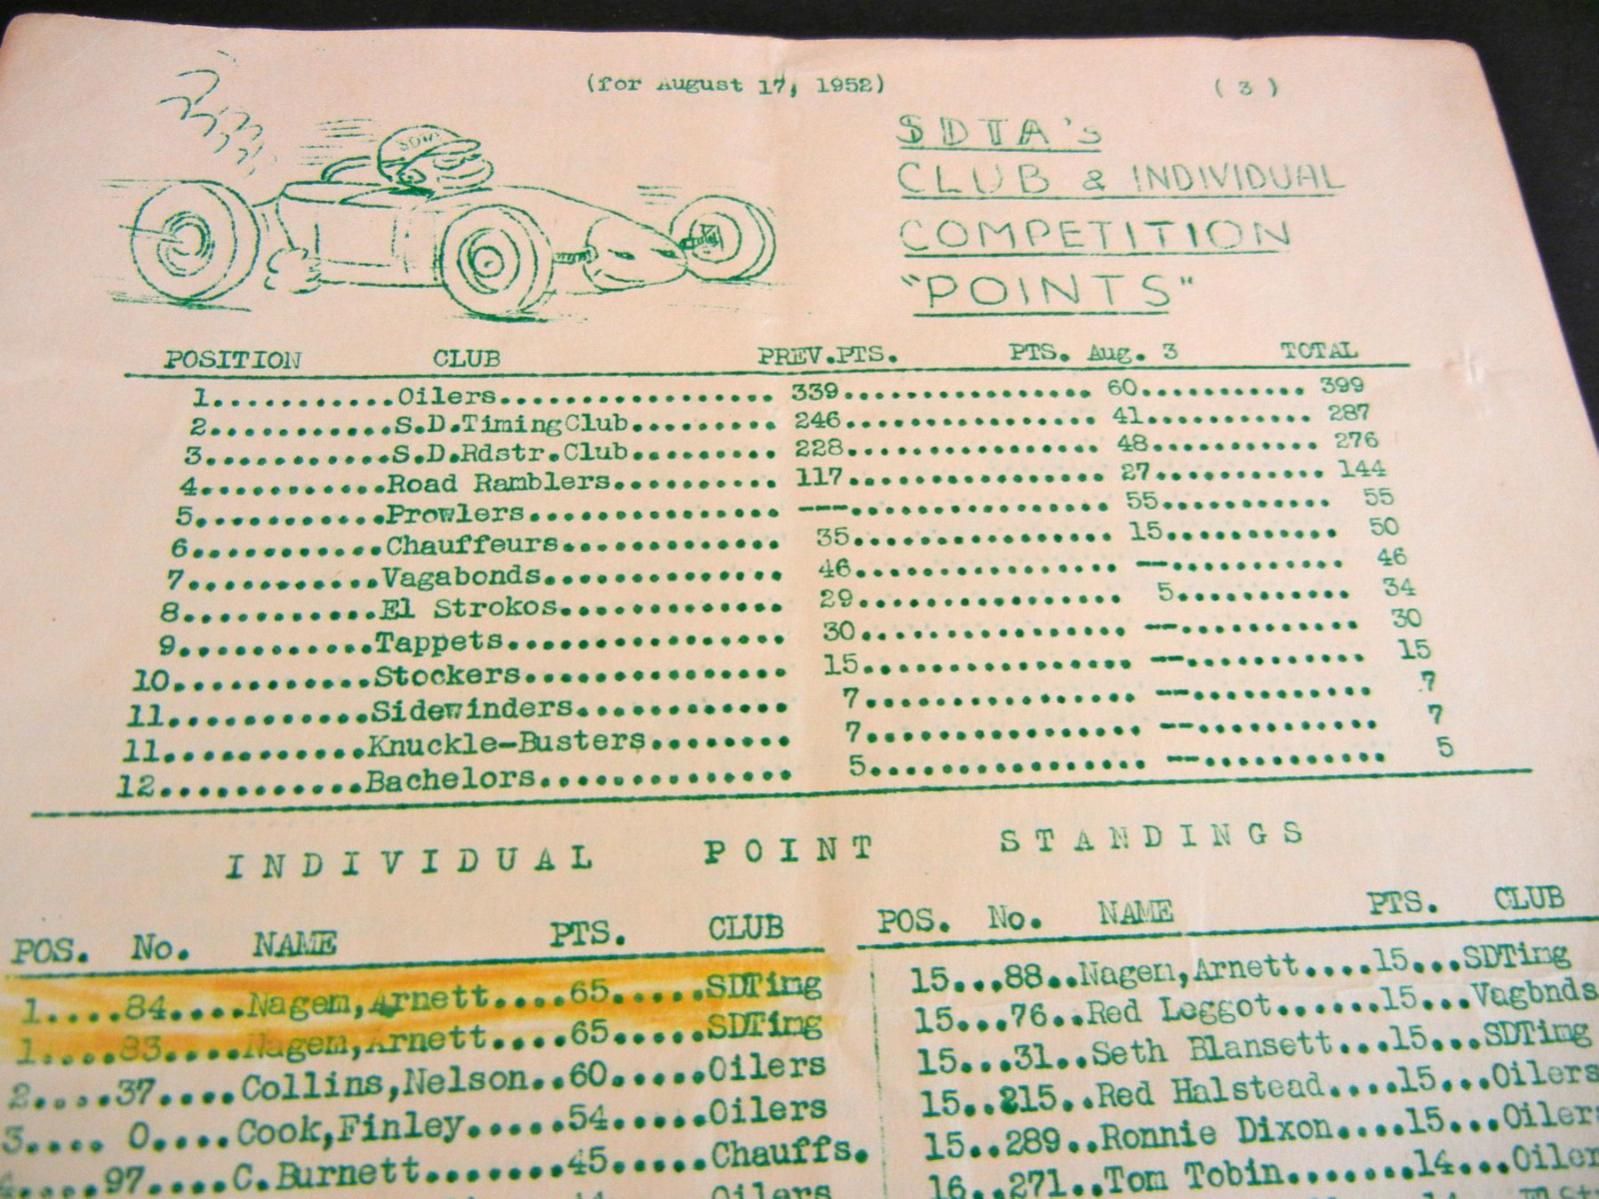 (for August 17, 1952)
( 3 )
SDTA's
CLUB & INDIVIDUAL
COMPETITION
"POINTS"
POSITION CLUB PREV.PTS. PTS. Aug. 3 TOTAL
1...........Oilers................. 339................. 60........... 399
2...........S.D.TimingClub......... 246................. 41........... 287
3...........S.D.Rdstr.Club......... 228................. 48........... 276
4...........Road Ramblers.......... 117................. 27........... 144
5...........Prowlers............... ---................. 55........... 55
6...........Chauffeurs............. 35................. 15........... 50
7...........Vagabonds.............. 46................. --........... 46
8...........El Strokos............. 29................. 5........... 34
9...........Tappets................ 30................. --........... 30
10...........Stockers............... 15................. --........... 15
11...........Sidewinders............ 7................. --........... 7
11...........Knuckle-Busters........ 7................. --........... 7
12...........Bachelors.............. 5................. --........... 5
INDIVIDUAL POINT STANDINGS
POS. No. NAME PTS. CLUB
1....84....Nagem,Arnett....65.....SDTimg
1....83....Nagem,Arnett....65.....SDTimg
2....37....Collins,Nelson..60.....Oilers
3.... 0....Cook,Finley.....54.....Oilers
97....C.Burnett.......45.....Chauffs.
Oilers
POS. No. NAME PTS. CLUB
15...88..Nagem,Arnett....15...SDTimg
15...76..Red Leggot......15...Vagbnds
15...31..Seth Blansett...15...SDTimg
15..215..Red Halstead....15...Oilers
15..289..Ronnie Dixon....15...Oilers
16..271..Tom Tobin.......14...Oiler